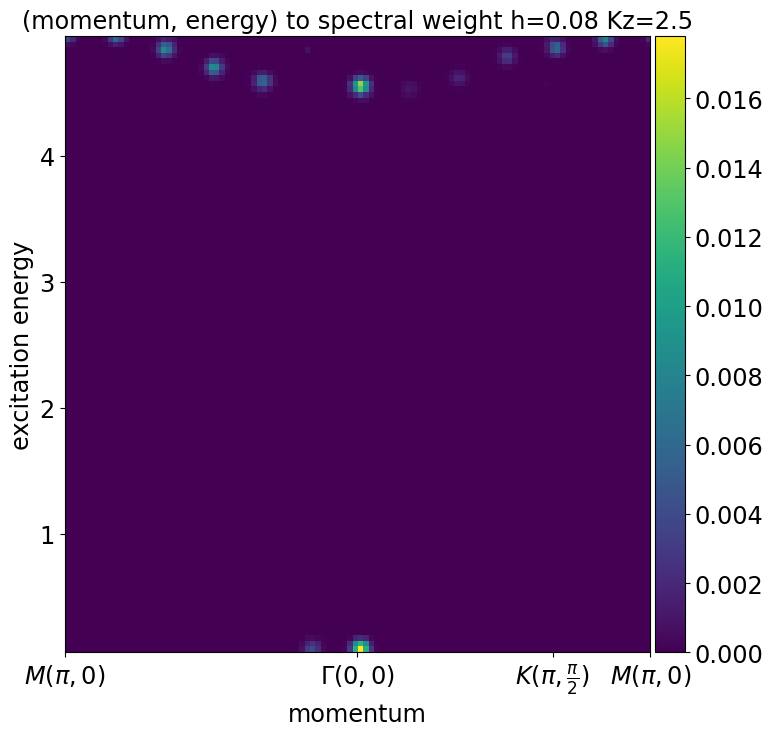 (momentum, energy) to spectral weight h=0.08 Kz=2.5
4
3
2
1
excitation energy
M(π, 0)
Γ(0, 0)
K(π, π/2)
M(π, 0)
momentum
0.016
0.014
0.012
0.010
0.008
0.006
0.004
0.002
0.000